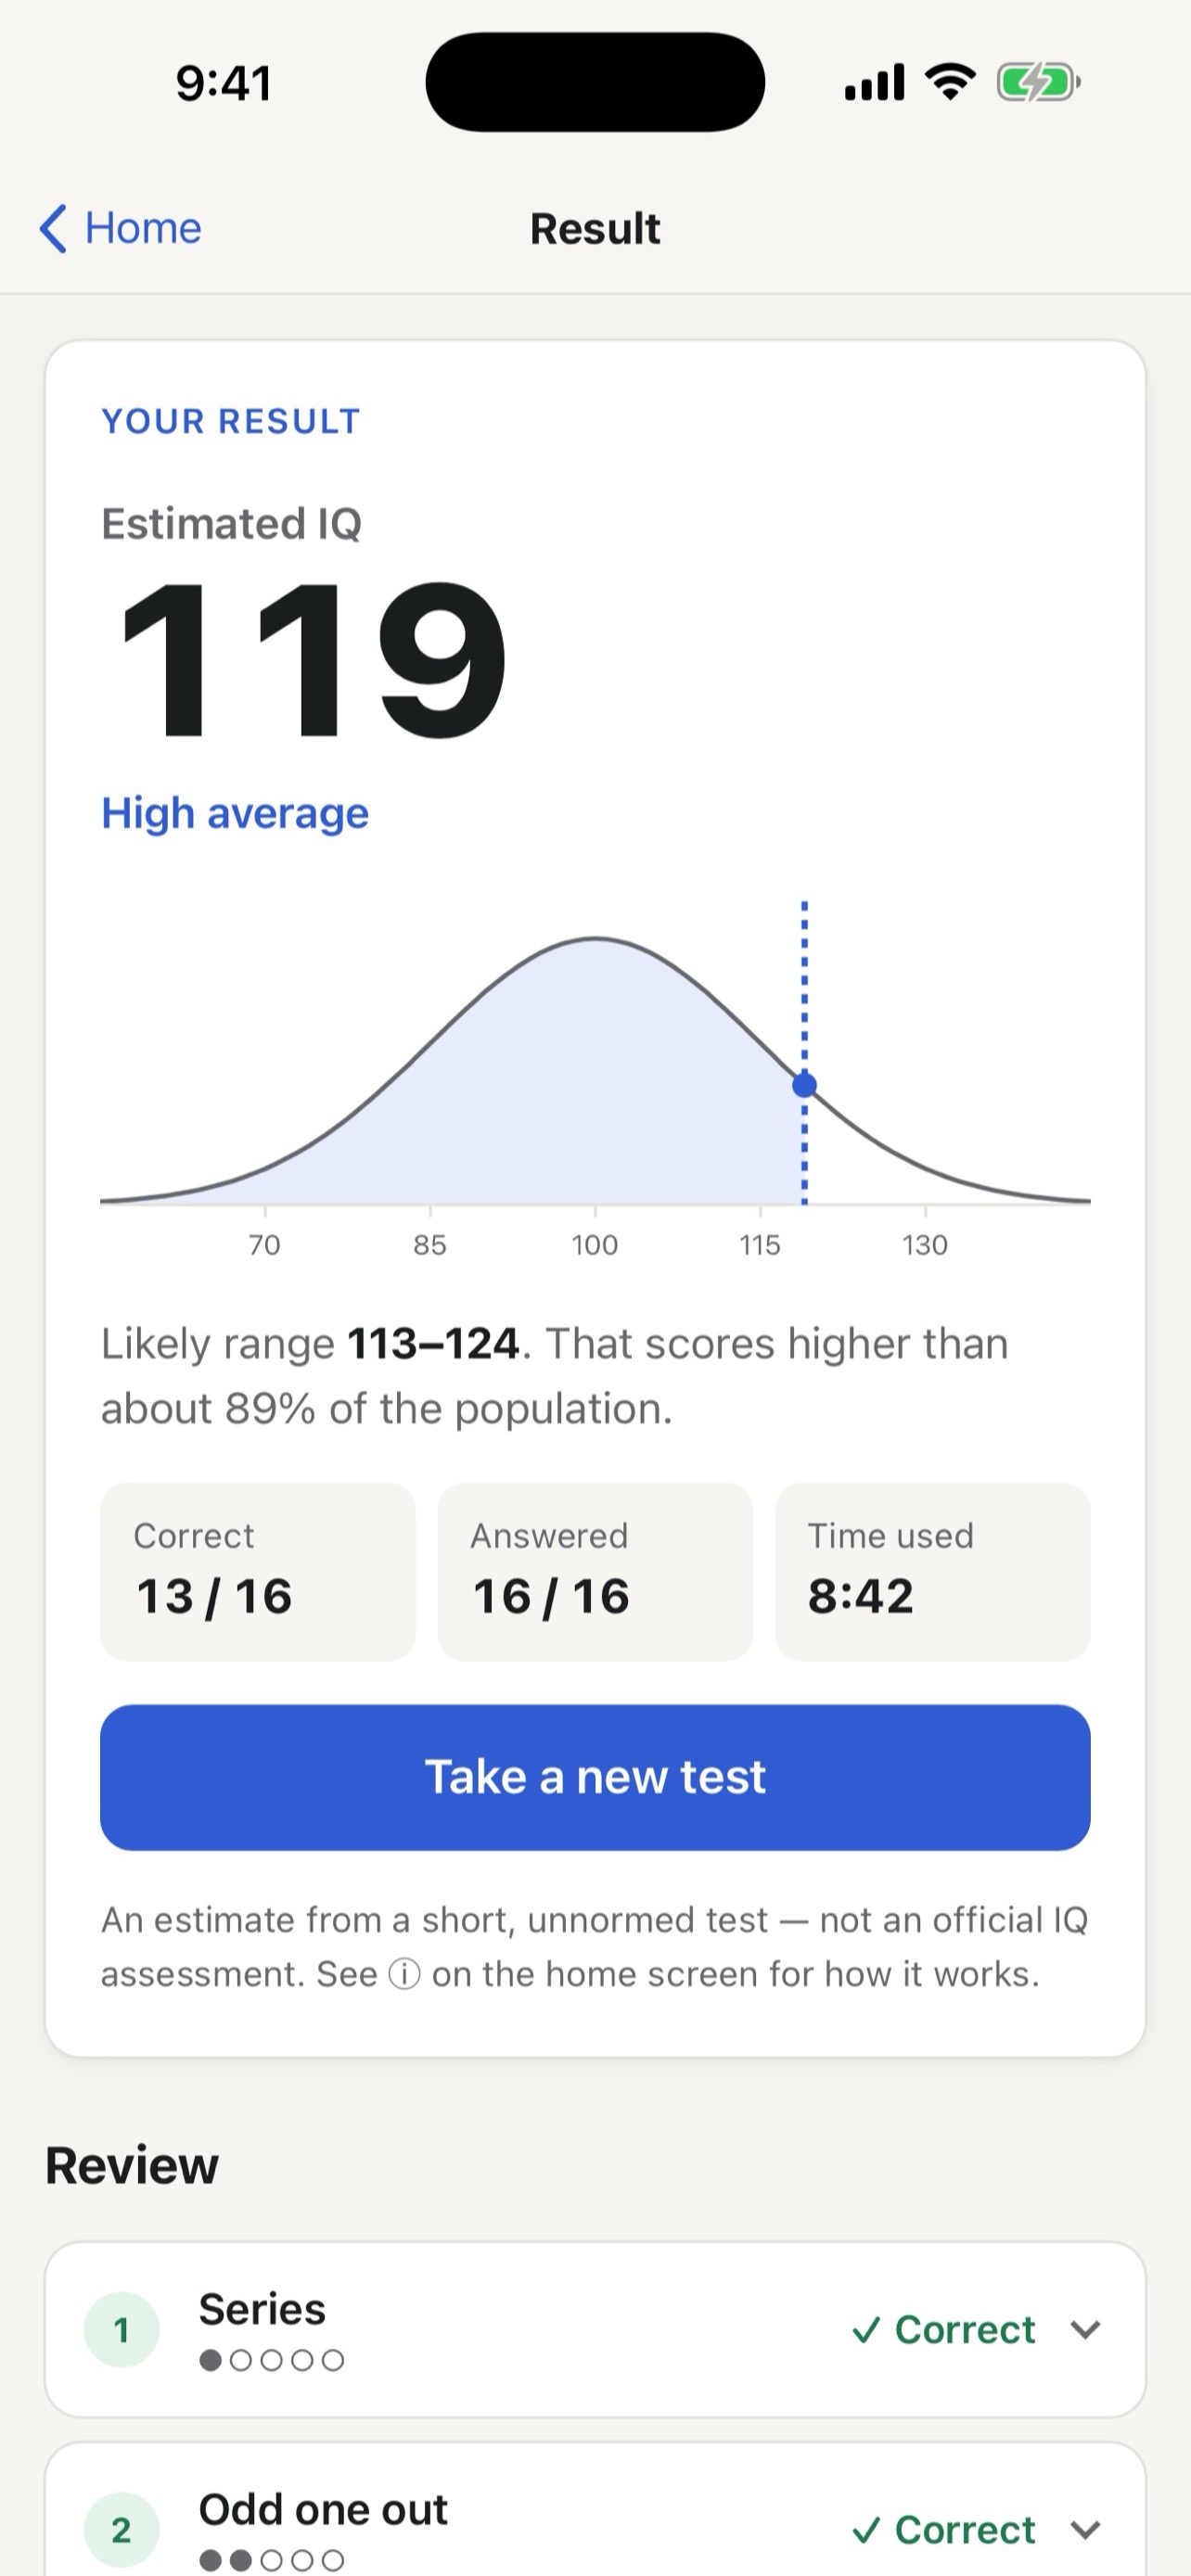 9:41
Home
Result
YOUR RESULT
Estimated IQ
119
High average
70 85 100 115 130
Likely range 113–124. That scores higher than
about 89% of the population.
Correct
13 / 16
Answered
16 / 16
Time used
8:42
Take a new test
An estimate from a short, unnormed test — not an official IQ
assessment. See ⓘ on the home screen for how it works.
Review
1
Series
✓ Correct
2
Odd one out
✓ Correct